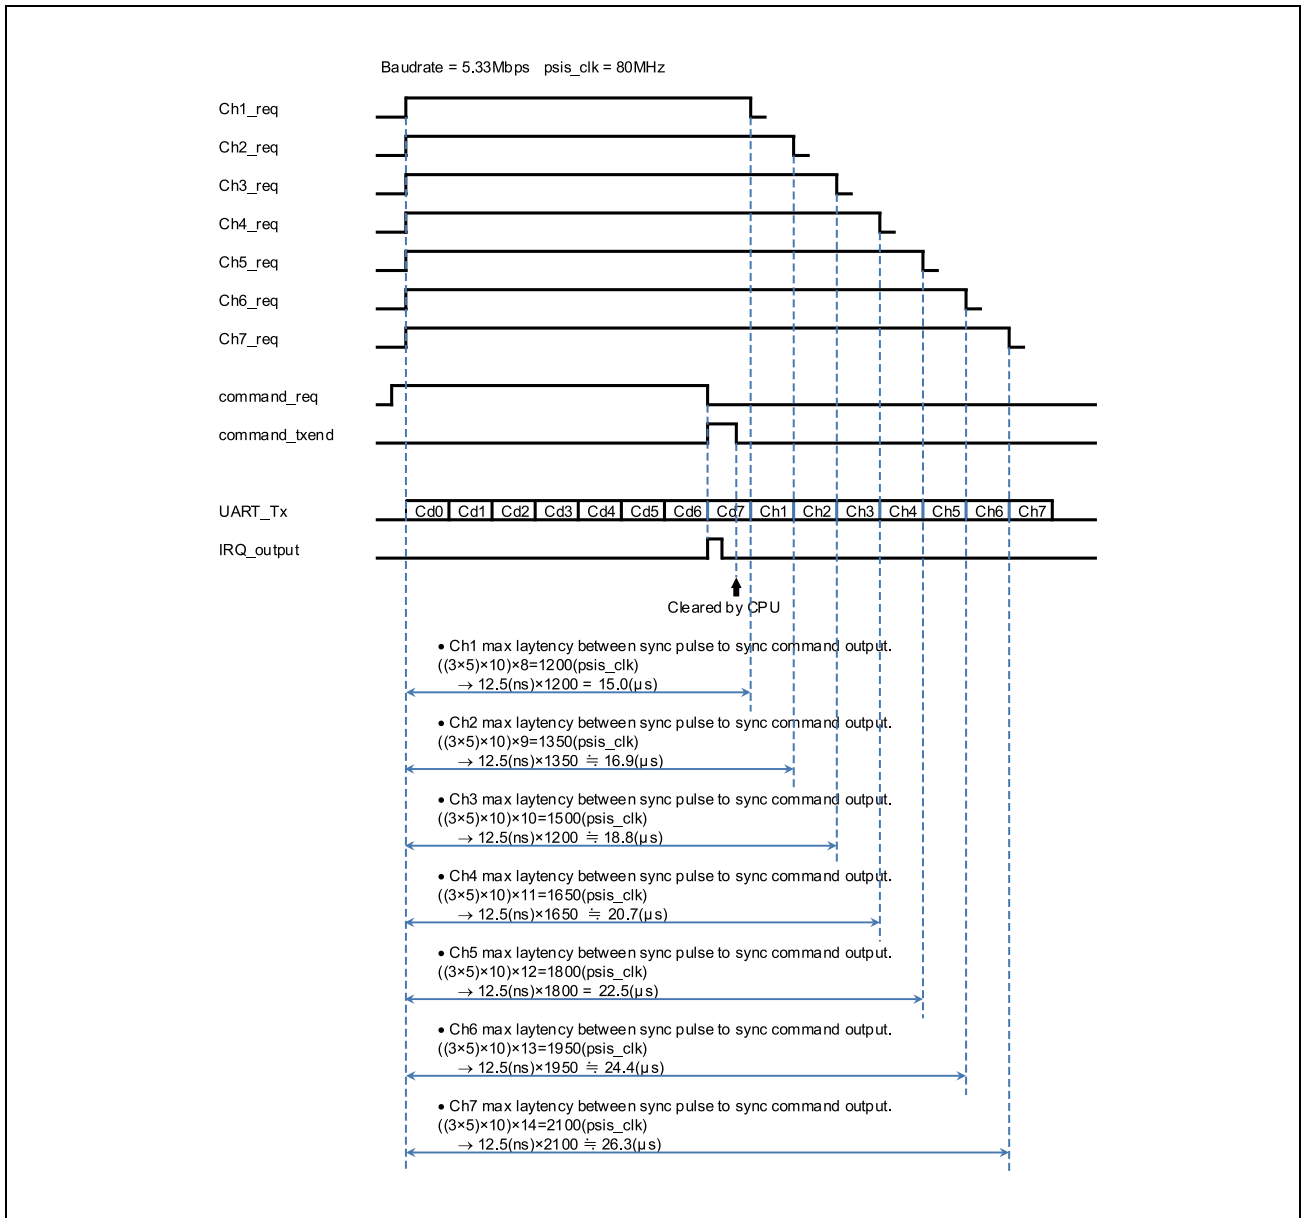 Baudrate = 5.33Mbps psis_clk = 80MHz
Ch1_req
Ch2_req
Ch3_req
Ch4_req
Ch5_req
Ch6_req
Ch7_req
command_req
command_txend
UART_Tx Cd0 Cd1 Cd2 Cd3 Cd4 Cd5 Cd6 Cd7 Ch1 Ch2 Ch3 Ch4 Ch5 Ch6 Ch7
IRQ_output
Cleared by CPU
• Ch1 max laytency between sync pulse to sync command output.
((3×5)×10)×8=1200(psis_clk)
→ 12.5(ns)×1200 = 15.0(μs)
• Ch2 max laytency between sync pulse to sync command output.
((3×5)×10)×9=1350(psis_clk)
→ 12.5(ns)×1350 ≒ 16.9(μs)
• Ch3 max laytency between sync pulse to sync command output.
((3×5)×10)×10=1500(psis_clk)
→ 12.5(ns)×1200 ≒ 18.8(μs)
• Ch4 max laytency between sync pulse to sync command output.
((3×5)×10)×11=1650(psis_clk)
→ 12.5(ns)×1650 ≒ 20.7(μs)
• Ch5 max laytency between sync pulse to sync command output.
((3×5)×10)×12=1800(psis_clk)
→ 12.5(ns)×1800 = 22.5(μs)
• Ch6 max laytency between sync pulse to sync command output.
((3×5)×10)×13=1950(psis_clk)
→ 12.5(ns)×1950 ≒ 24.4(μs)
• Ch7 max laytency between sync pulse to sync command output.
((3×5)×10)×14=2100(psis_clk)
→ 12.5(ns)×2100 ≒ 26.3(μs)